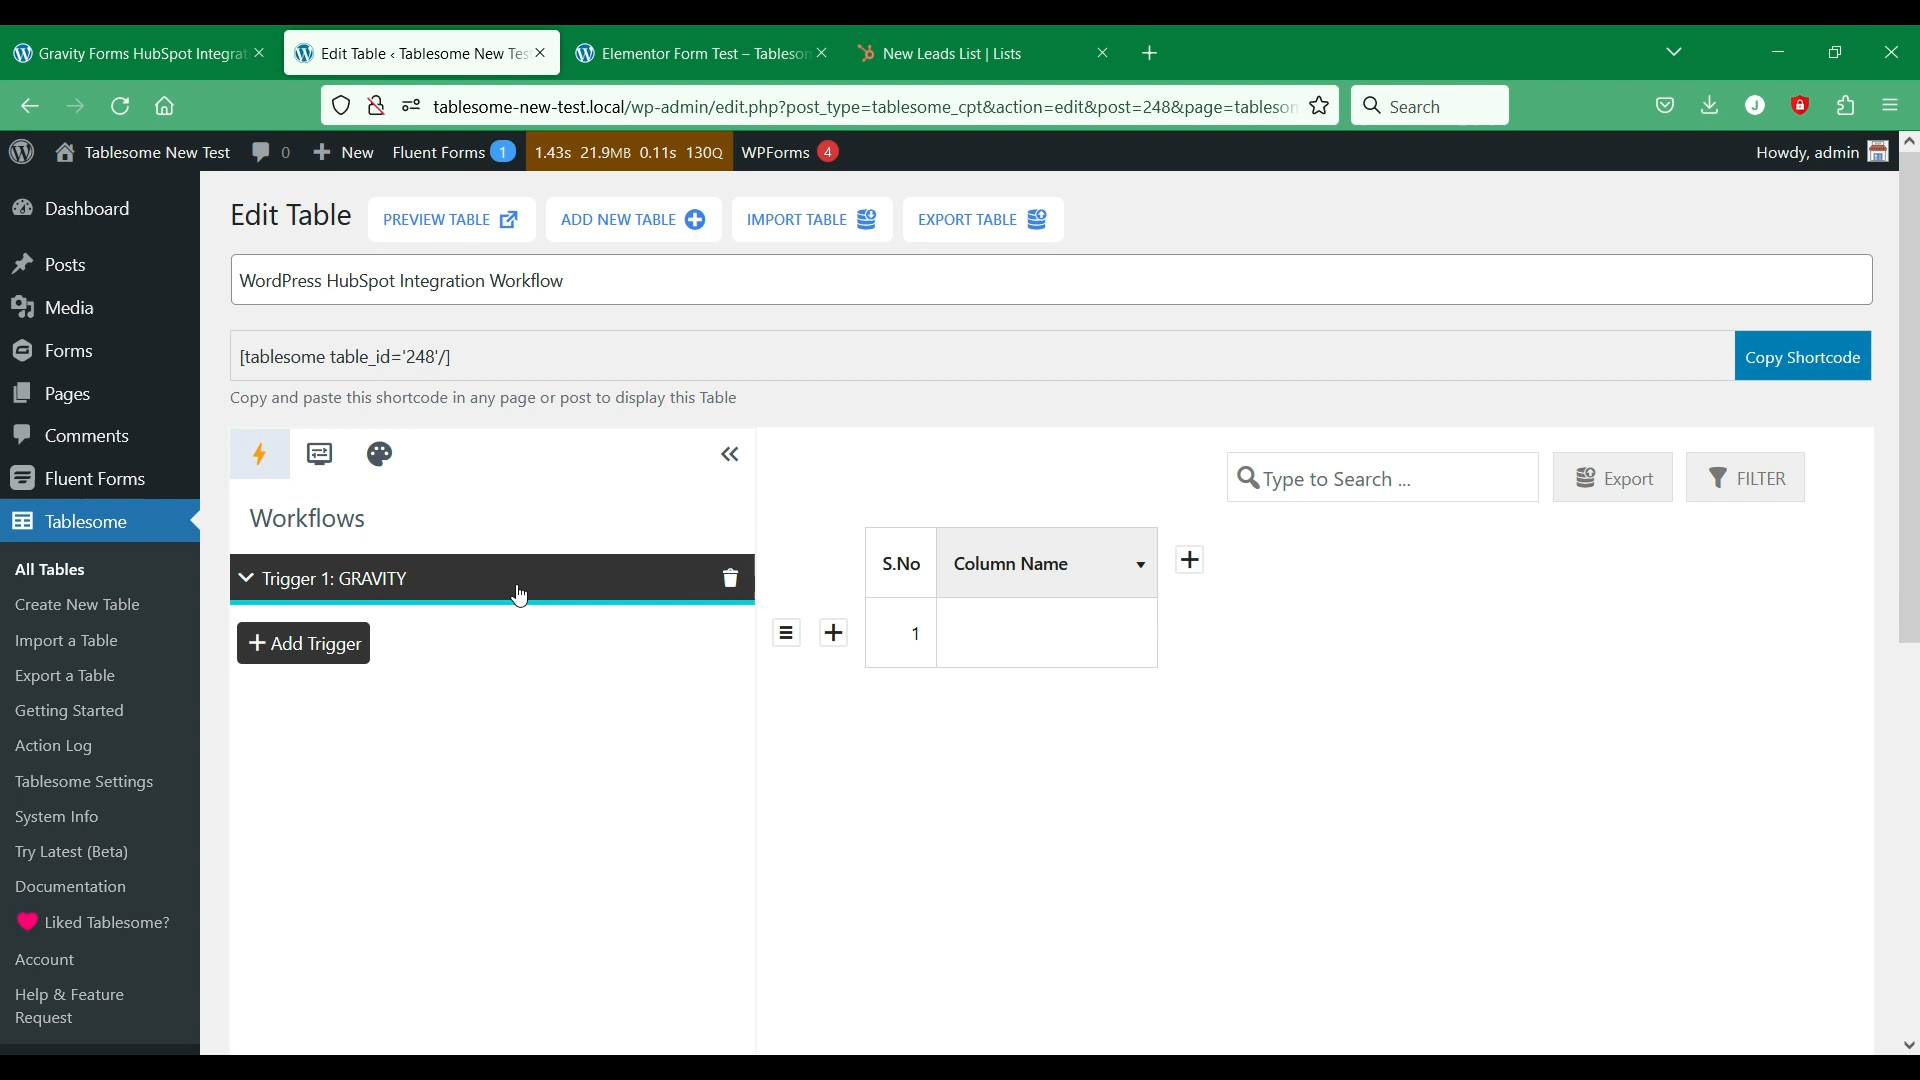 Gravity Forms HubSpot Integrat
Edit Table ‹ Tablesome New Tes
Elementor Form Test – Tableson
New Leads List | Lists
tablesome-new-test.local/wp-admin/edit.php?post_type=tablesome_cpt&action=edit&post=248&page=tableson
Search
Tablesome New Test
0
New
Fluent Forms 1
1.43s 21.9MB 0.11s 130Q
WPForms 4
Howdy, admin
Dashboard
Posts
Media
Forms
Pages
Comments
Fluent Forms
Tablesome
All Tables
Create New Table
Import a Table
Export a Table
Getting Started
Action Log
Tablesome Settings
System Info
Try Latest (Beta)
Documentation
Liked Tablesome?
Account
Help & Feature
Request
Edit Table
PREVIEW TABLE
ADD NEW TABLE
IMPORT TABLE
EXPORT TABLE
WordPress HubSpot Integration Workflow
[tablesome table_id='248'/]
Copy Shortcode
Copy and paste this shortcode in any page or post to display this Table
Workflows
Trigger 1: GRAVITY
Add Trigger
Type to Search ...
Export
FILTER
S.No
Column Name
1